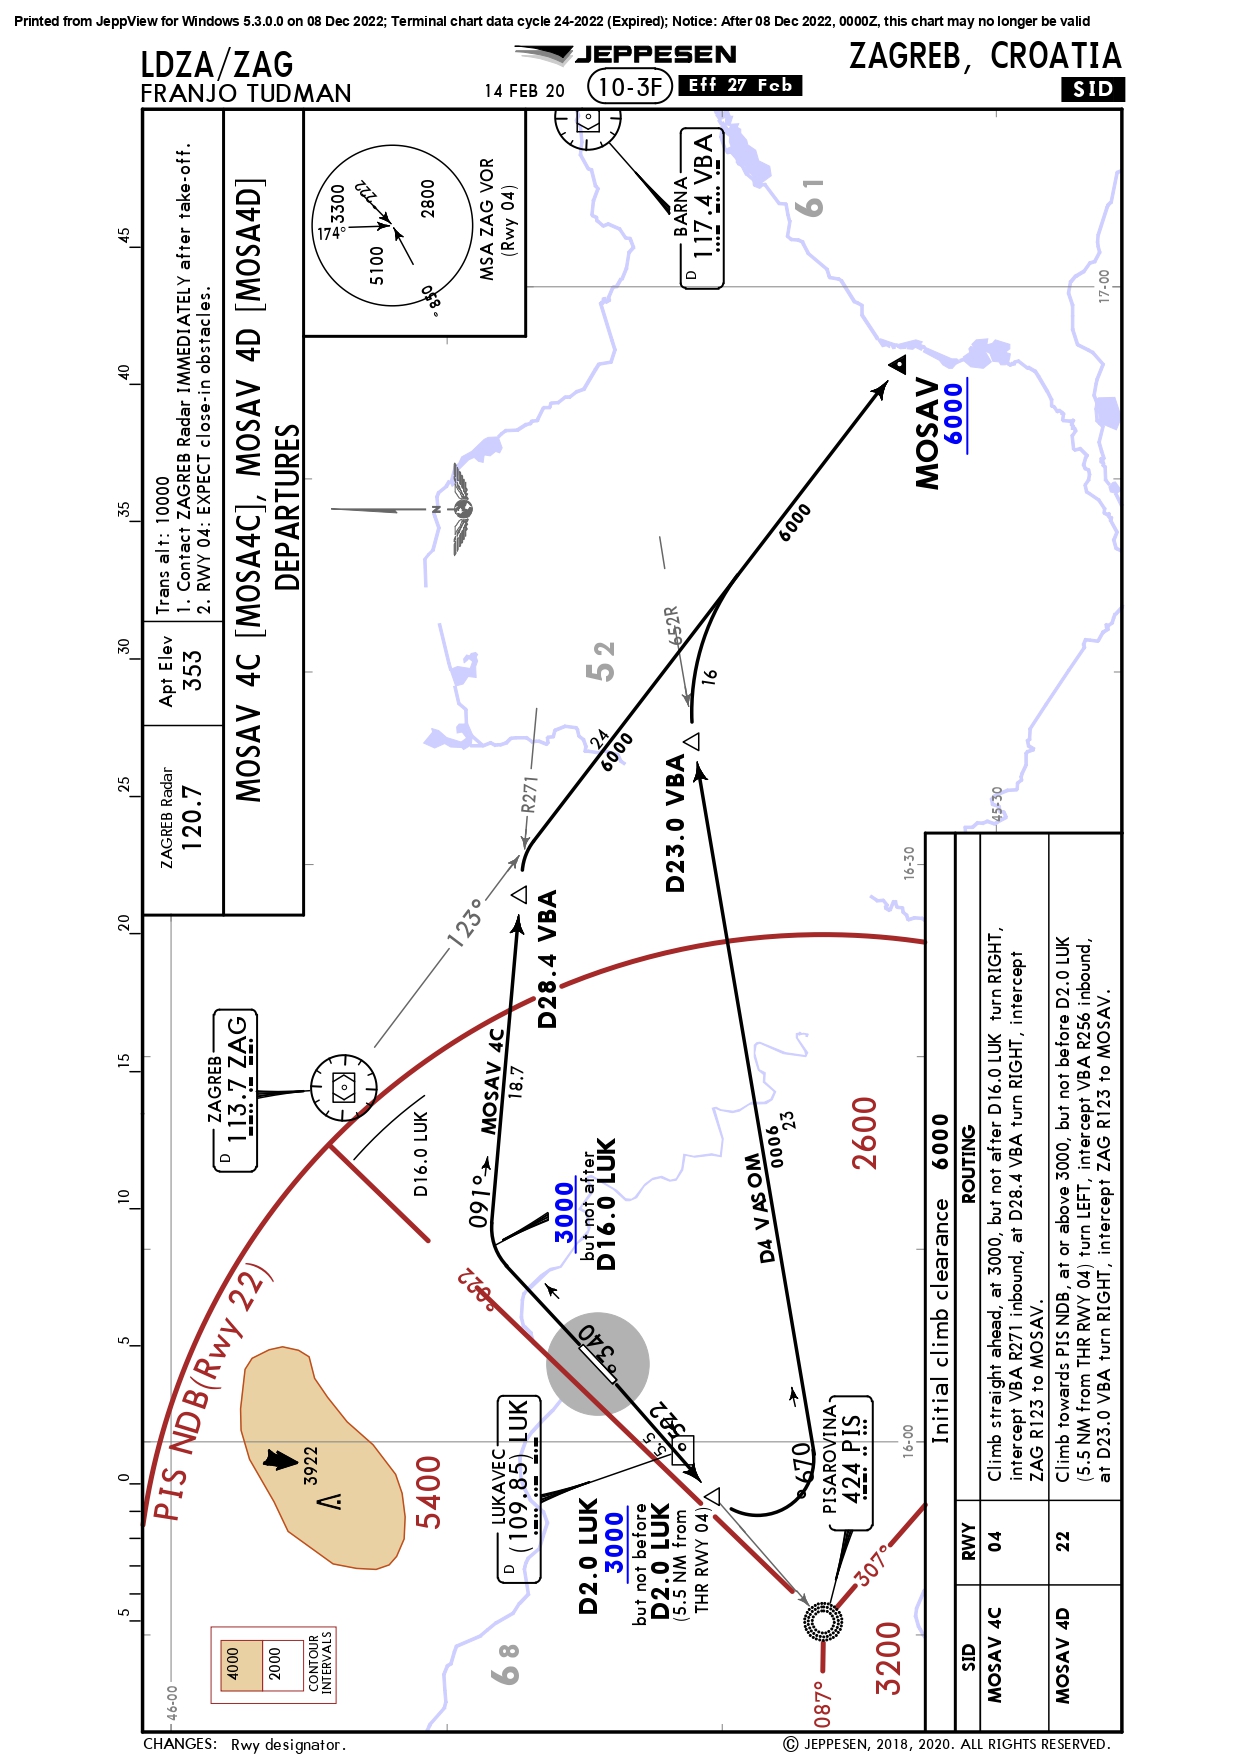 Printed from JeppView for Windows 5.3.0.0 on 08 Dec 2022; Terminal chart data cycle 24-2022 (Expired); Notice: After 08 Dec 2022, 0000Z, this chart may no longer be valid
LDZA/ZAG
FRANJO TUDMAN
JEPPESEN
14 FEB 20
10-3F
Eff 27 Feb
ZAGREB, CROATIA
SID
ZAGREB Radar
120.7
Apt Elev
353
Trans alt: 10000
1. Contact ZAGREB Radar IMMEDIATELY after take-off.
2. RWY 04: EXPECT close-in obstacles.
MOSAV 4C [MOSA4C], MOSAV 4D [MOSA4D]
DEPARTURES
174°
3300
222°
2800
5100
058°
MSA ZAG VOR
(Rwy 04)
BARNA
D 117.4 VBA
61
17-00
MOSAV
6000
6000
N
52
24
6000
16
R271
123°
D28.4 VBA
D23.0 VBA
45-30
16-30
ZAGREB
D 113.7 ZAG
D16.0 LUK
MOSAV 4C
18.7
091°
3000
but not after
D16.0 LUK
2600
23
PIS NDB(Rwy 22)
022°
043°
3922
5400
LUKAVEC
D (109.85) LUK
5.5
D2.0 LUK
3000
but not before
D2.0 LUK
(5.5 NM from
THR RWY 04)
076°
PISAROVINA
424 PIS
16-00
307°
087°
3200
68
4000
2000
CONTOUR
INTERVALS
46-00
5
0
5
10
15
20
25
30
35
40
45
Initial climb clearance 6000
SID RWY ROUTING
MOSAV 4C 04 Climb straight ahead, at 3000, but not after D16.0 LUK turn RIGHT,
intercept VBA R271 inbound, at D28.4 VBA turn RIGHT, intercept
ZAG R123 to MOSAV.
MOSAV 4D 22 Climb towards PIS NDB, at or above 3000, but not before D2.0 LUK
(5.5 NM from THR RWY 04) turn LEFT, intercept VBA R256 inbound,
at D23.0 VBA turn RIGHT, intercept ZAG R123 to MOSAV.
CHANGES: Rwy designator.
© JEPPESEN, 2018, 2020. ALL RIGHTS RESERVED.